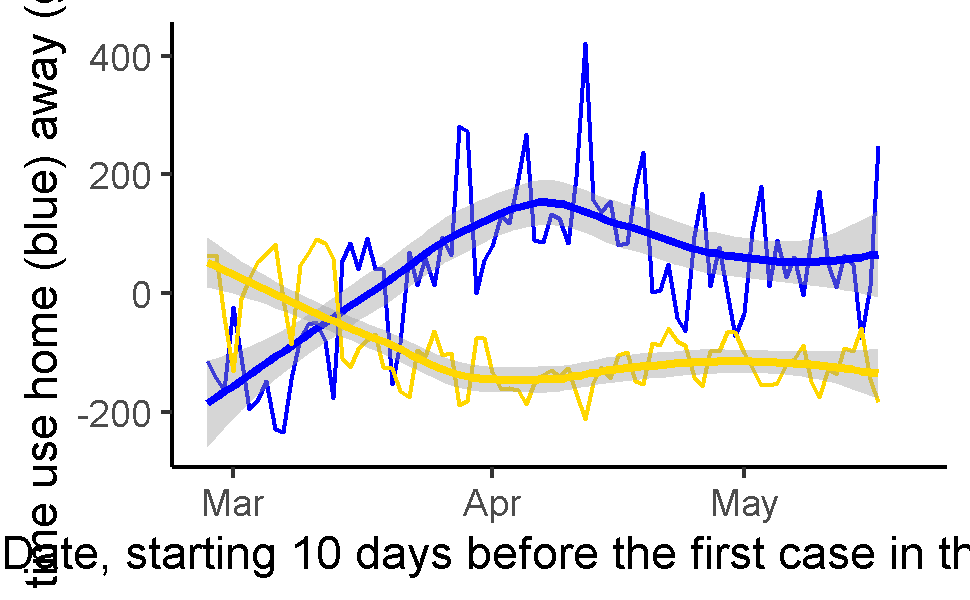 time use home (blue) away (
400
200
0
-200
Mar Apr May
Date, starting 10 days before the first case in th